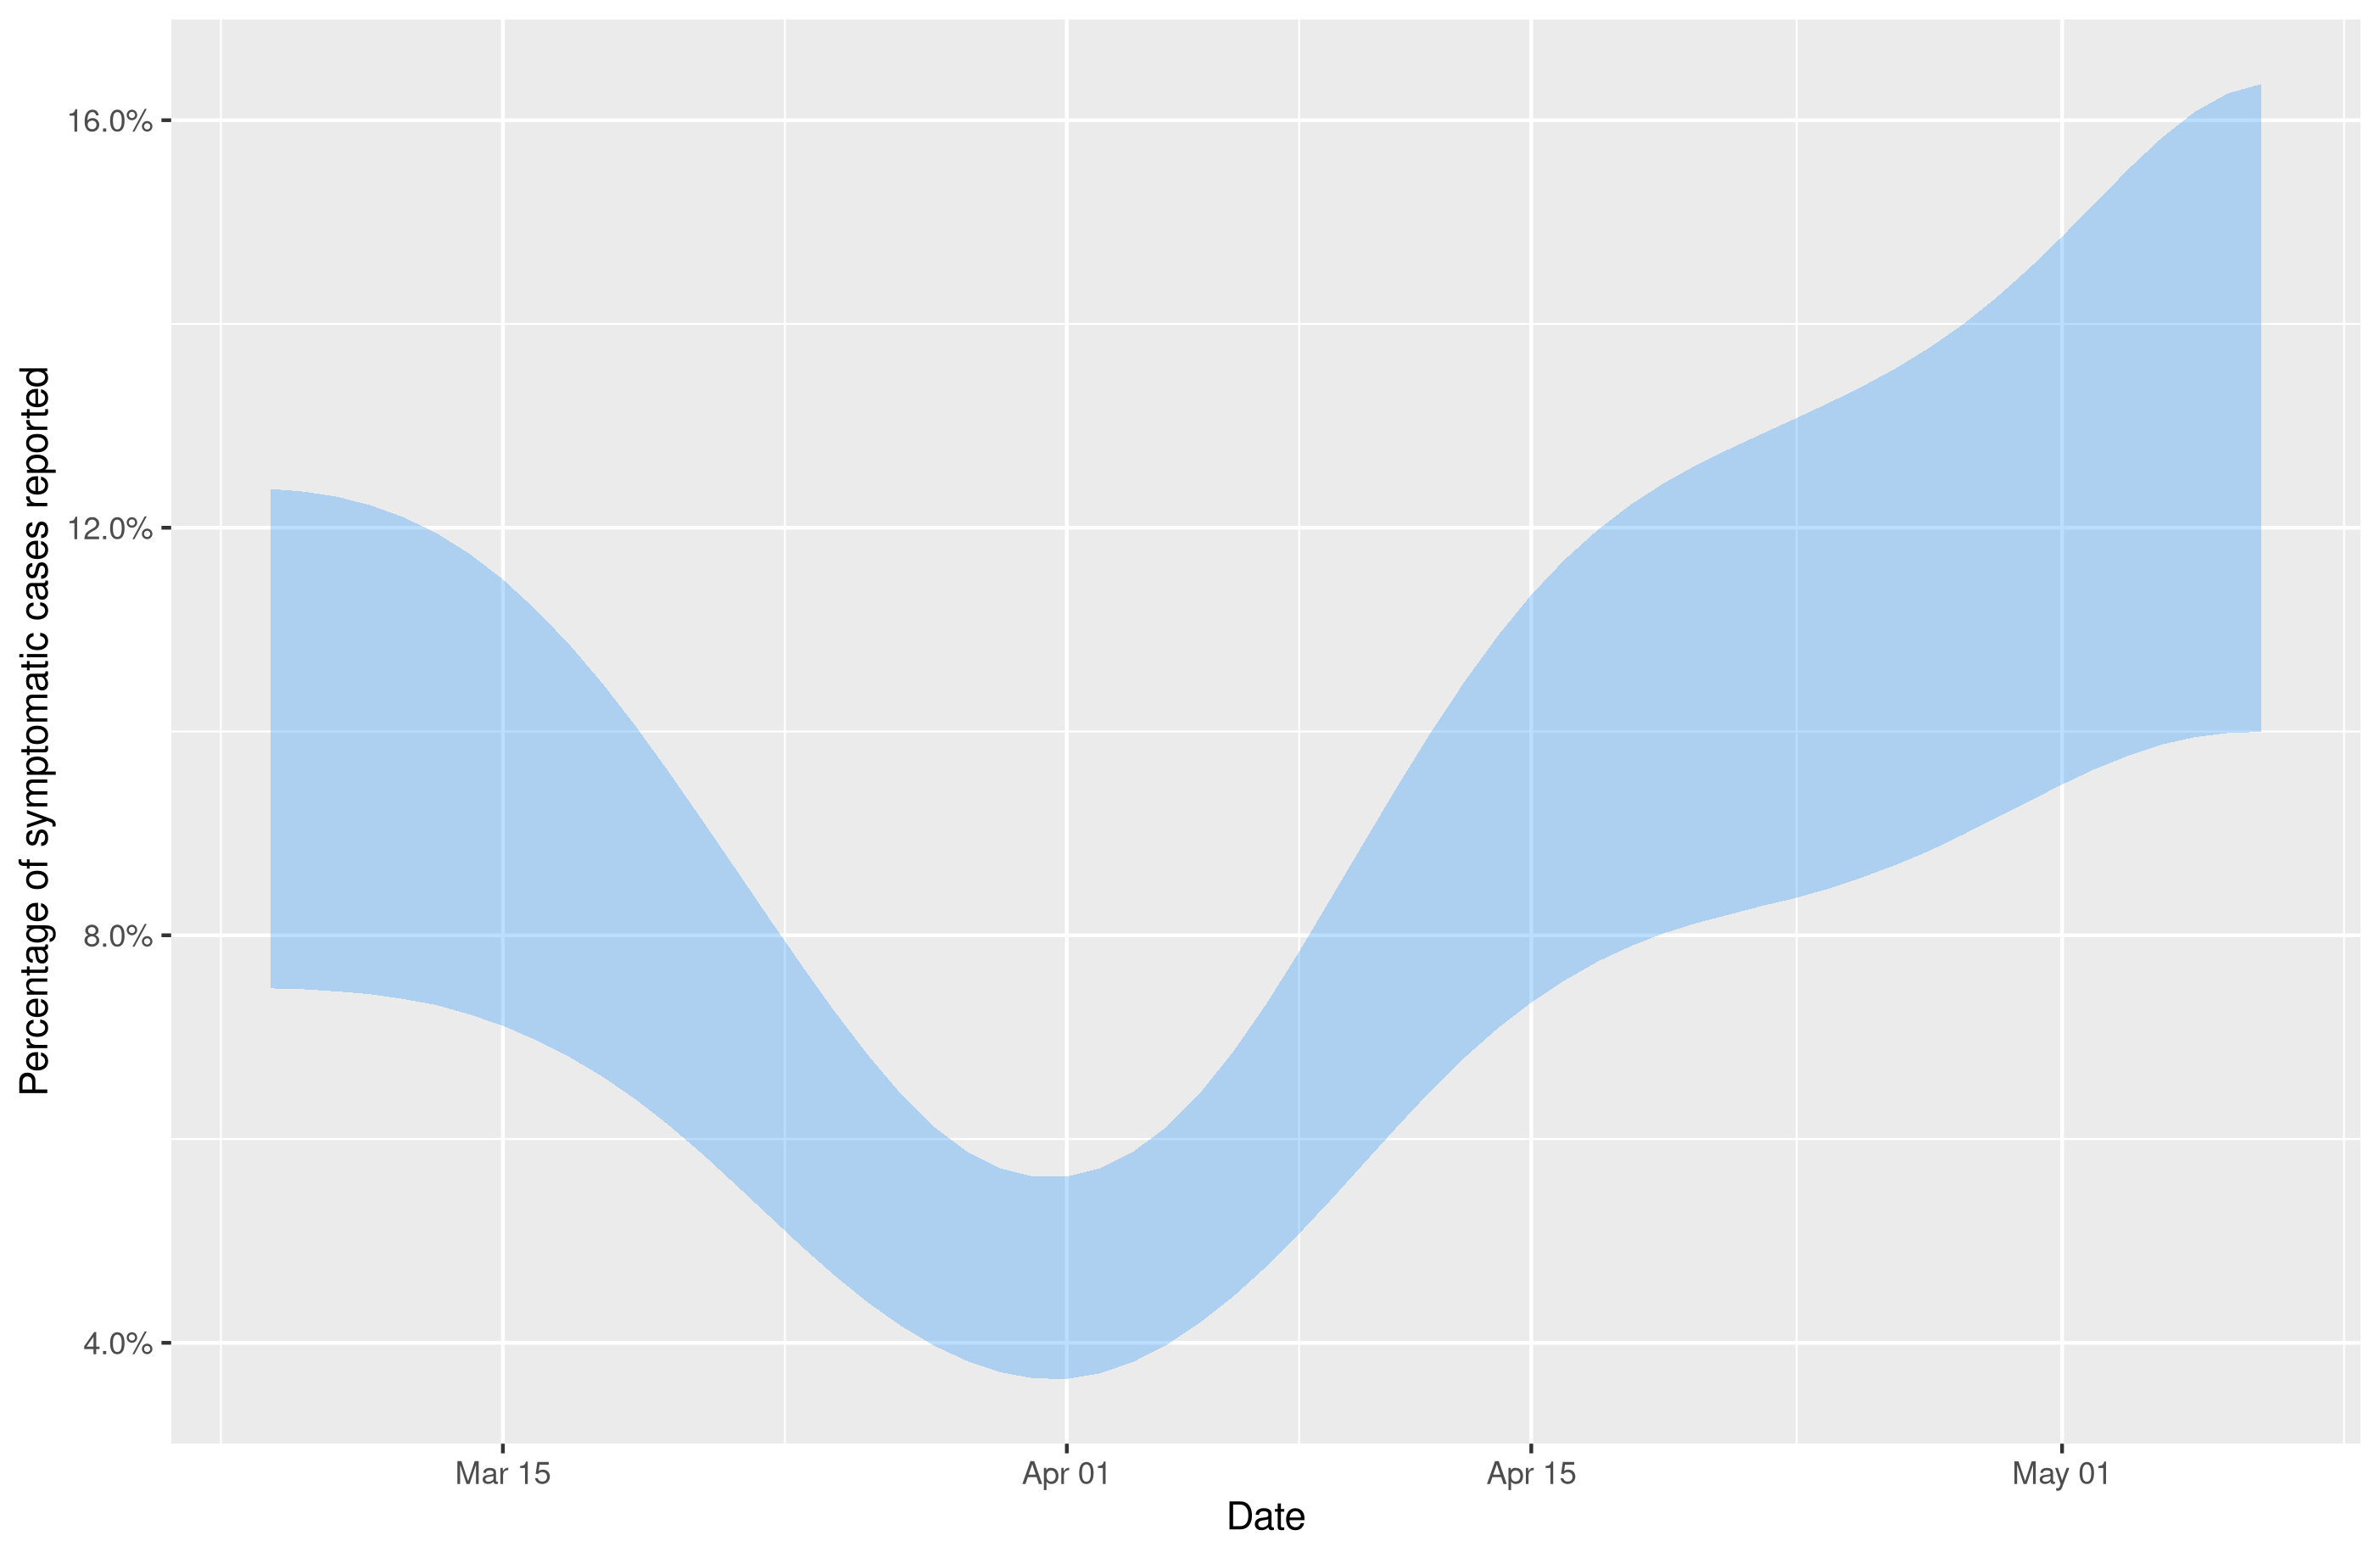 Percentage of symptomatic cases reported
16.0%
12.0%
8.0%
4.0%
Mar 15
Apr 01
Apr 15
May 01
Date